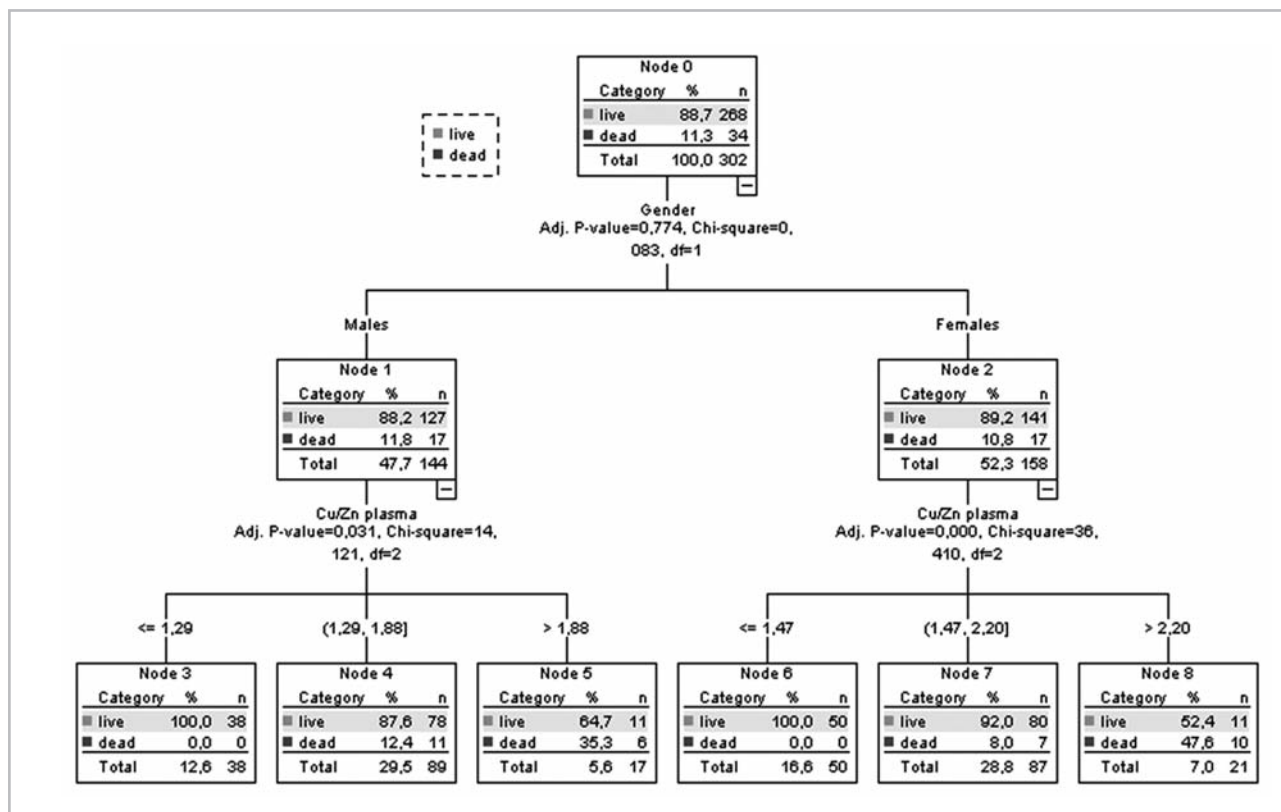 Node 0
Category % n
live 88,7 268
dead 11,3 34
Total 100,0 302
live
dead
Gender
Adj. P-value=0,774, Chi-square=0,
083, df=1
Males
Females
Node 1
Category % n
live 88,2 127
dead 11,8 17
Total 47,7 144
Node 2
Category % n
live 89,2 141
dead 10,8 17
Total 52,3 158
Cu/Zn plasma
Adj. P-value=0,031, Chi-square=14,
121, df=2
Cu/Zn plasma
Adj. P-value=0,000, Chi-square=36,
410, df=2
<= 1,29
(1,29, 1,88]
> 1,88
<= 1,47
(1,47, 2,20]
> 2,20
Node 3
Category % n
live 100,0 38
dead 0,0 0
Total 12,6 38
Node 4
Category % n
live 87,6 78
dead 12,4 11
Total 29,5 89
Node 5
Category % n
live 64,7 11
dead 35,3 6
Total 5,6 17
Node 6
Category % n
live 100,0 50
dead 0,0 0
Total 16,6 50
Node 7
Category % n
live 92,0 80
dead 8,0 7
Total 28,8 87
Node 8
Category % n
live 52,4 11
dead 47,6 10
Total 7,0 21